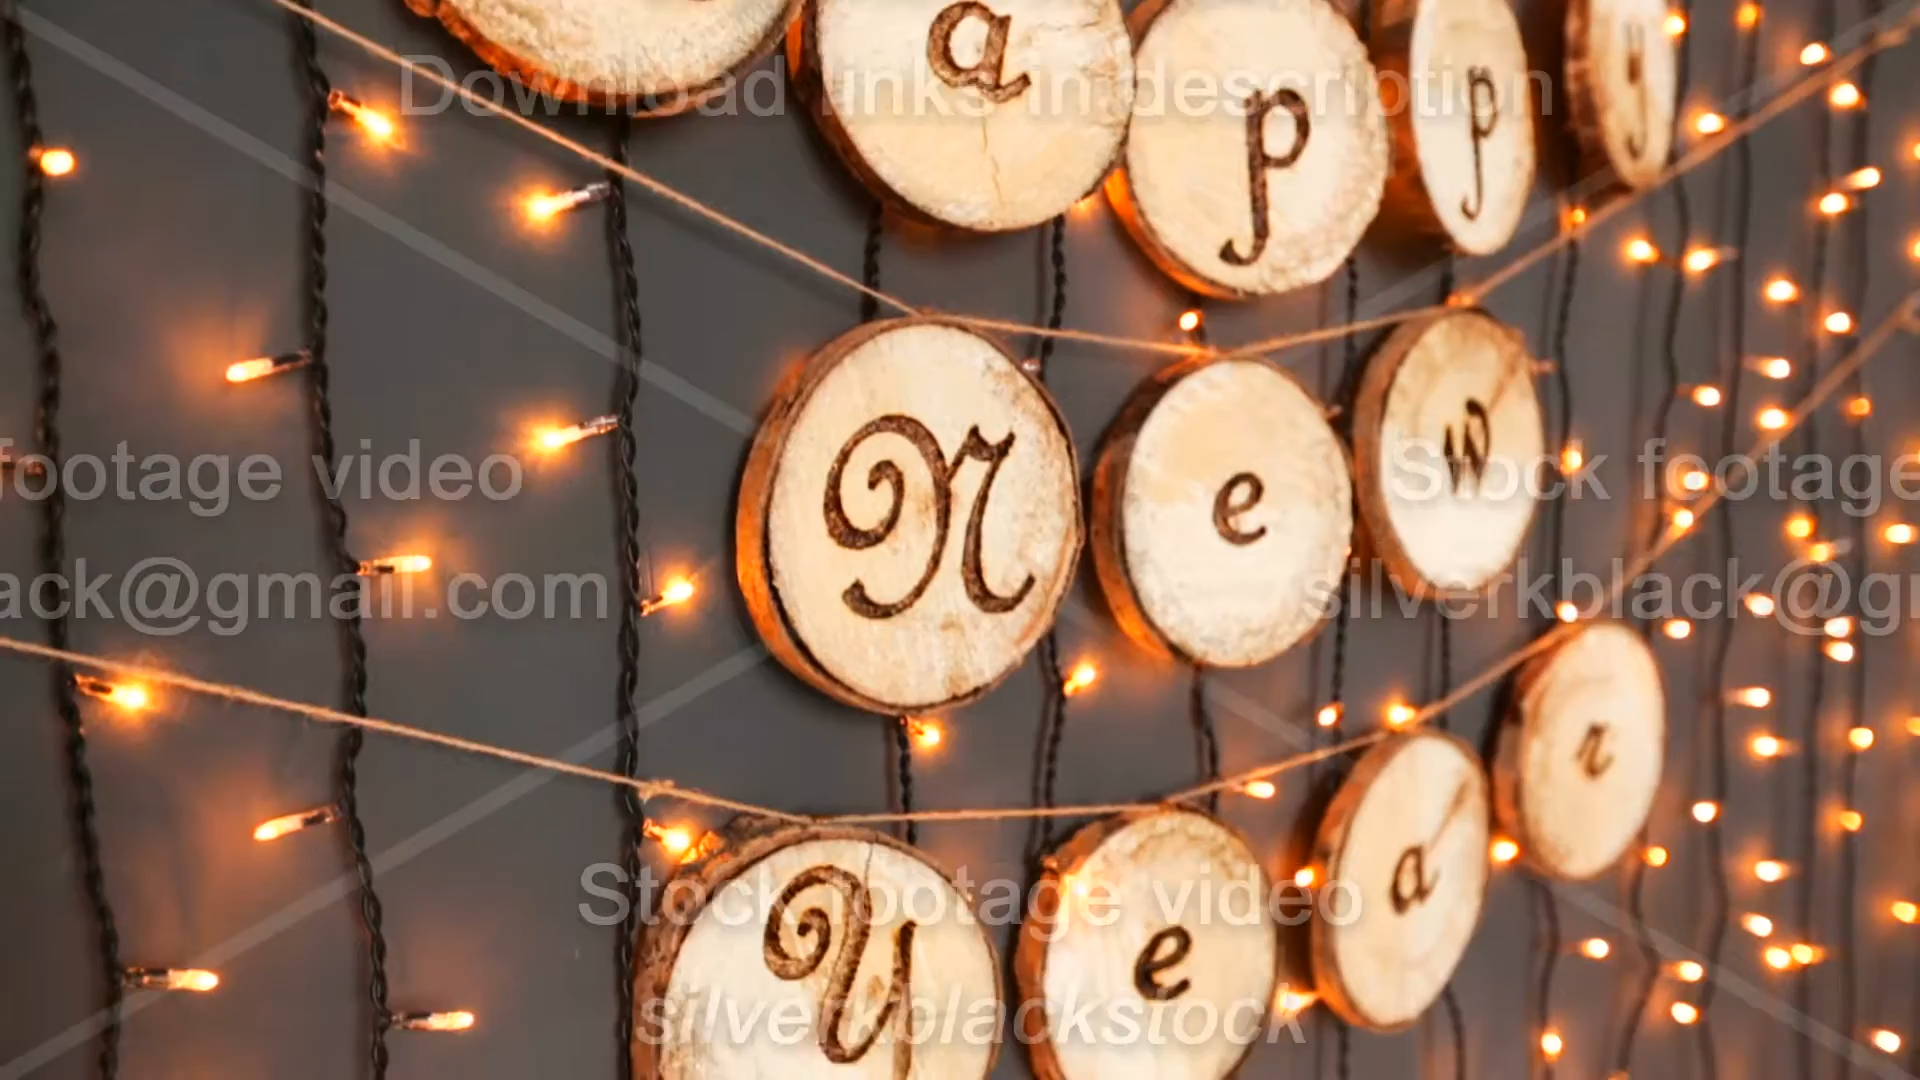 appy
Download links in description
New
footage video Stock footage
ack@gmail.com silverkblack@g
Year
Stock footage video
silverkblackstock